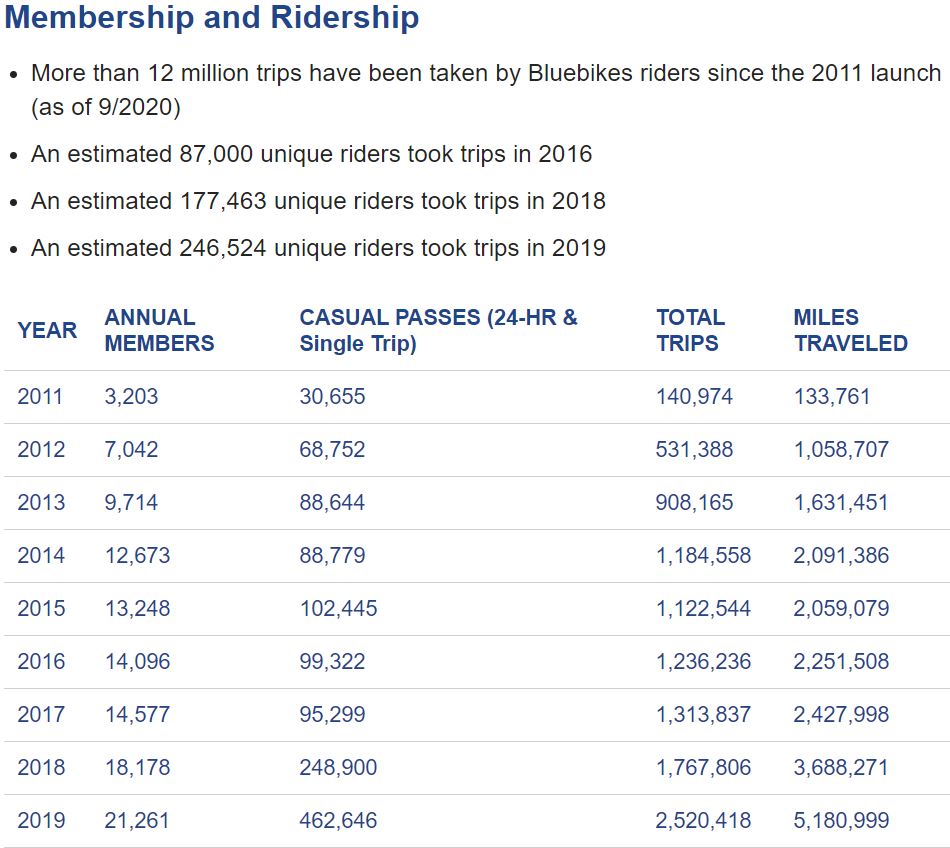 Membership and Ridership
• More than 12 million trips have been taken by Bluebikes riders since the 2011 launch
(as of 9/2020)
• An estimated 87,000 unique riders took trips in 2016
• An estimated 177,463 unique riders took trips in 2018
• An estimated 246,524 unique riders took trips in 2019
YEAR ANNUAL MEMBERS CASUAL PASSES (24-HR & Single Trip) TOTAL TRIPS MILES TRAVELED
2011 3,203 30,655 140,974 133,761
2012 7,042 68,752 531,388 1,058,707
2013 9,714 88,644 908,165 1,631,451
2014 12,673 88,779 1,184,558 2,091,386
2015 13,248 102,445 1,122,544 2,059,079
2016 14,096 99,322 1,236,236 2,251,508
2017 14,577 95,299 1,313,837 2,427,998
2018 18,178 248,900 1,767,806 3,688,271
2019 21,261 462,646 2,520,418 5,180,999